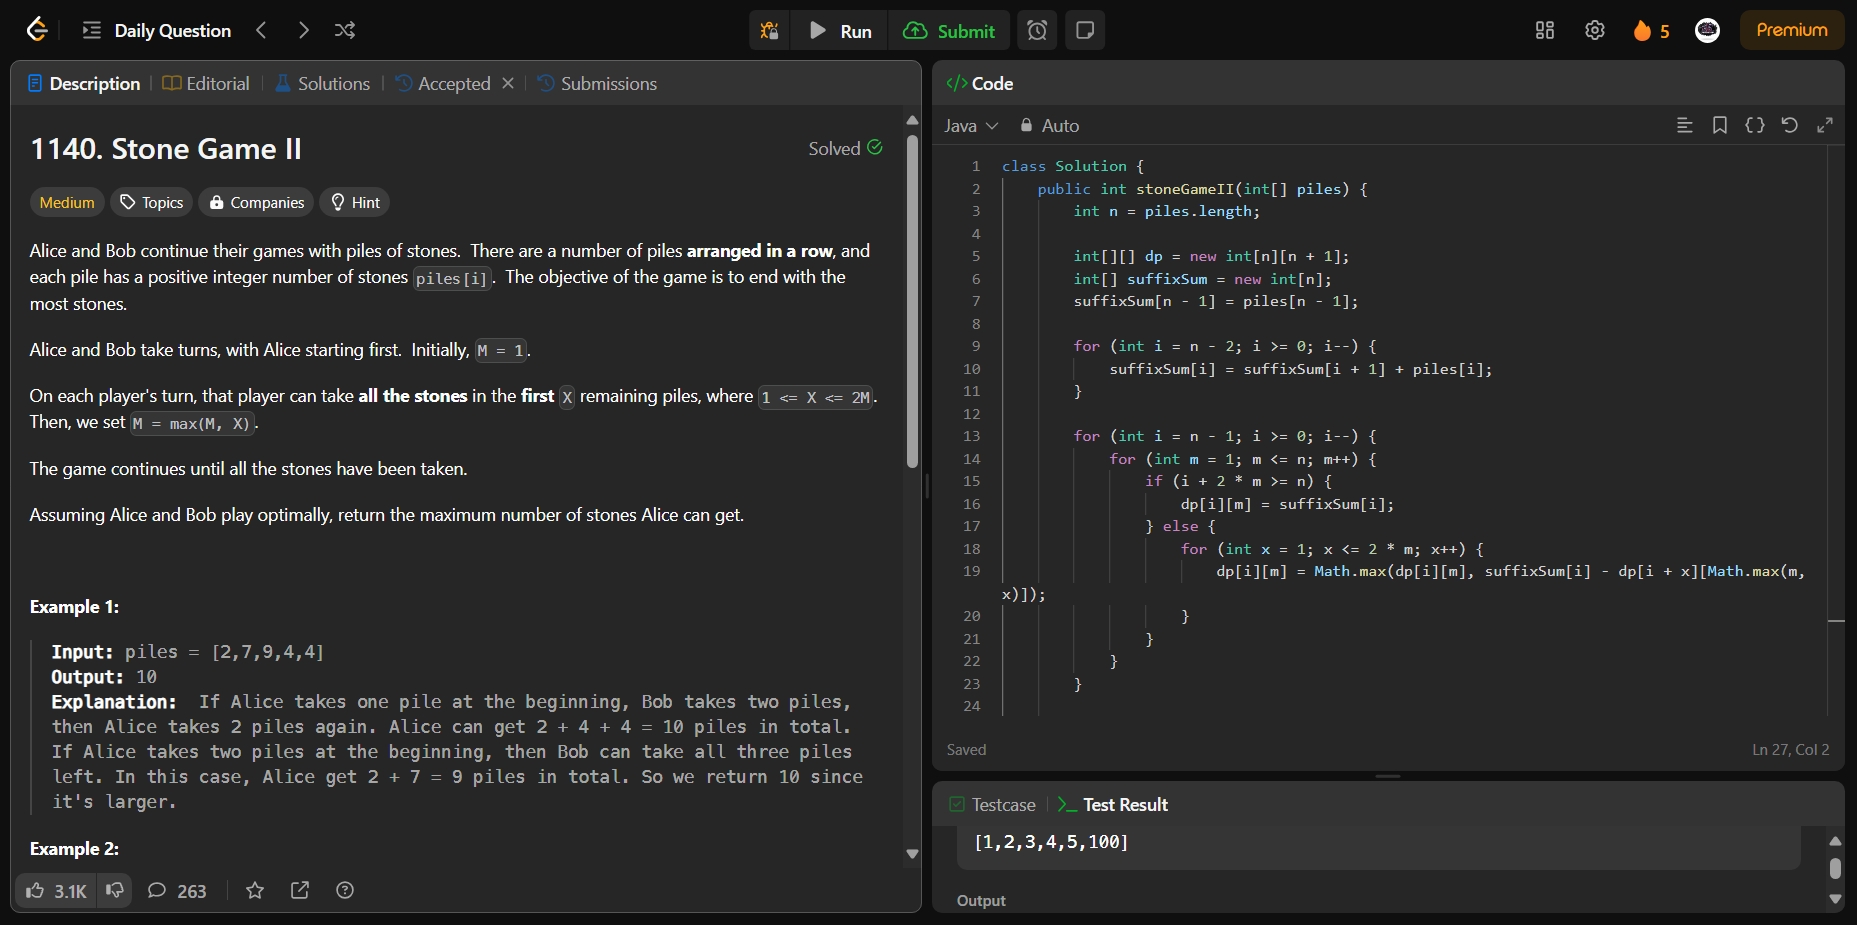 Daily Question
Run
Submit
5
Premium
Description
Editorial
Solutions
Accepted
Submissions
</> Code
Java
Auto
1140. Stone Game II
Solved
Medium
Topics
Companies
Hint
Alice and Bob continue their games with piles of stones.  There are a number of piles arranged in a row, and
each pile has a positive integer number of stones piles[i].  The objective of the game is to end with the
most stones.
Alice and Bob take turns, with Alice starting first.  Initially, M = 1.
On each player's turn, that player can take all the stones in the first X remaining piles, where 1 <= X <= 2M.
Then, we set M = max(M, X).
The game continues until all the stones have been taken.
Assuming Alice and Bob play optimally, return the maximum number of stones Alice can get.
Example 1:
Input: piles = [2,7,9,4,4]
Output: 10
Explanation:  If Alice takes one pile at the beginning, Bob takes two piles,
then Alice takes 2 piles again. Alice can get 2 + 4 + 4 = 10 piles in total.
If Alice takes two piles at the beginning, then Bob can take all three piles
left. In this case, Alice get 2 + 7 = 9 piles in total. So we return 10 since
it's larger.
Example 2:
3.1K
263
1 class Solution {
2     public int stoneGameII(int[] piles) {
3         int n = piles.length;
4
5         int[][] dp = new int[n][n + 1];
6         int[] suffixSum = new int[n];
7         suffixSum[n - 1] = piles[n - 1];
8
9         for (int i = n - 2; i >= 0; i--) {
10             suffixSum[i] = suffixSum[i + 1] + piles[i];
11         }
12
13         for (int i = n - 1; i >= 0; i--) {
14             for (int m = 1; m <= n; m++) {
15                 if (i + 2 * m >= n) {
16                     dp[i][m] = suffixSum[i];
17                 } else {
18                     for (int x = 1; x <= 2 * m; x++) {
19                         dp[i][m] = Math.max(dp[i][m], suffixSum[i] - dp[i + x][Math.max(m,
x)]);
20                     }
21                 }
22             }
23         }
24
Saved
Ln 27, Col 2
Testcase
Test Result
[1,2,3,4,5,100]
Output